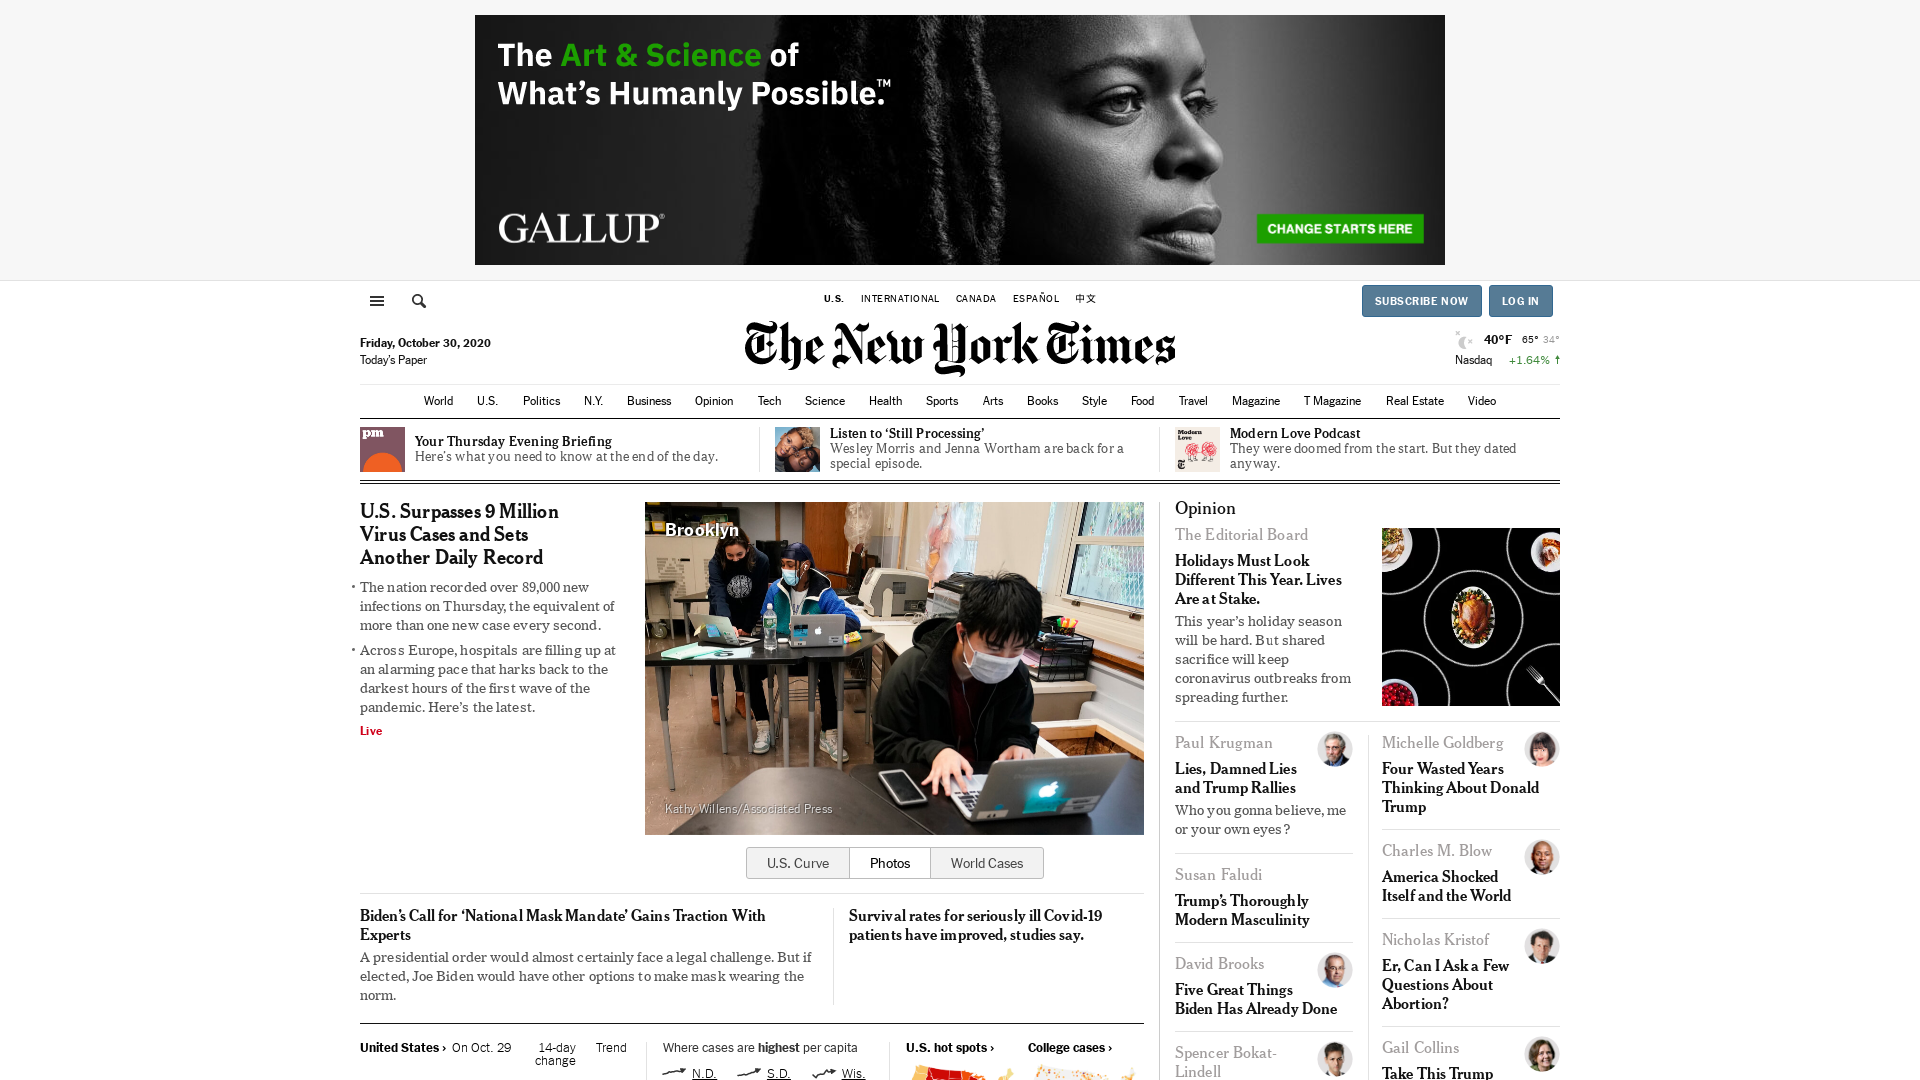 The Art & Science of
What's Humanly Possible.™
GALLUP®
CHANGE STARTS HERE
U.S.
INTERNATIONAL
CANADA
ESPAÑOL
中文
SUBSCRIBE NOW
LOG IN
Friday, October 30, 2020
Today's Paper
The New York Times
40°F 65° 34°
Nasdaq +1.64% ↑
World U.S. Politics N.Y. Business Opinion Tech Science Health Sports Arts Books Style Food Travel Magazine T Magazine Real Estate Video
pm
Your Thursday Evening Briefing
Here's what you need to know at the end of the day.
Listen to ‘Still Processing’
Wesley Morris and Jenna Wortham are back for a
special episode.
Modern
Love
Modern Love Podcast
They were doomed from the start. But they dated
anyway.
U.S. Surpasses 9 Million
Virus Cases and Sets
Another Daily Record
• The nation recorded over 89,000 new
infections on Thursday, the equivalent of
more than one new case every second.
• Across Europe, hospitals are filling up at
an alarming pace that harks back to the
darkest hours of the first wave of the
pandemic. Here's the latest.
Live
Brooklyn
Kathy Willens/Associated Press
U.S. Curve
Photos
World Cases
Biden's Call for ‘National Mask Mandate’ Gains Traction With
Experts
A presidential order would almost certainly face a legal challenge. But if
elected, Joe Biden would have other options to make mask wearing the
norm.
Survival rates for seriously ill Covid-19
patients have improved, studies say.
United States › On Oct. 29
14-day
change
Trend
Where cases are highest per capita
N.D.
S.D.
Wis.
U.S. hot spots ›
College cases ›
Opinion
The Editorial Board
Holidays Must Look
Different This Year. Lives
Are at Stake.
This year's holiday season
will be hard. But shared
sacrifice will keep
coronavirus outbreaks from
spreading further.
Paul Krugman
Lies, Damned Lies
and Trump Rallies
Who you gonna believe, me
or your own eyes?
Susan Faludi
Trump's Thoroughly
Modern Masculinity
David Brooks
Five Great Things
Biden Has Already Done
Spencer Bokat-
Lindell
Michelle Goldberg
Four Wasted Years
Thinking About Donald
Trump
Charles M. Blow
America Shocked
Itself and the World
Nicholas Kristof
Er, Can I Ask a Few
Questions About
Abortion?
Gail Collins
Take This Trump